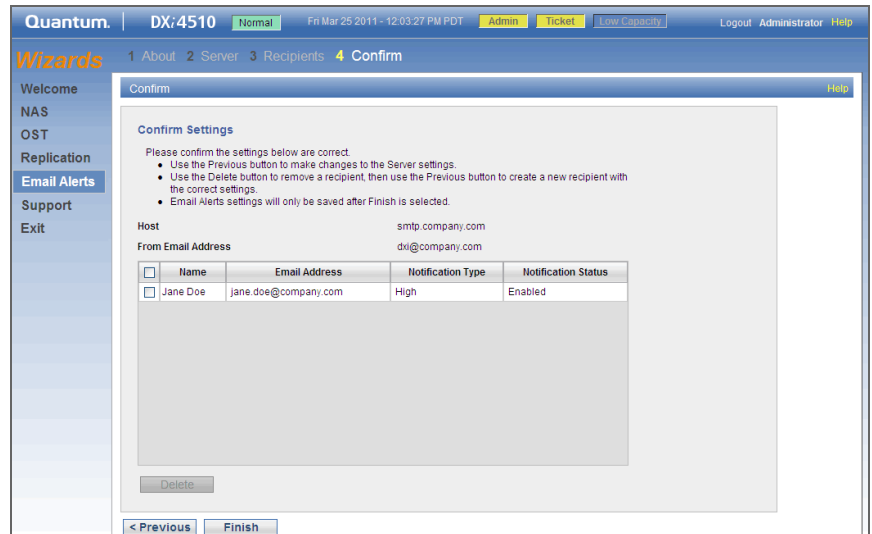 Quantum. DXi4510 Normal Fri Mar 25 2011 - 12:03:27 PM PDT Admin Ticket Low Capacity Logout Administrator Help
Wizards 1 About 2 Server 3 Recipients 4 Confirm
Welcome
NAS
OST
Replication
Email Alerts
Support
Exit
Confirm Help
Confirm Settings
Please confirm the settings below are correct.
• Use the Previous button to make changes to the Server settings.
• Use the Delete button to remove a recipient, then use the Previous button to create a new recipient with
the correct settings.
• Email Alerts settings will only be saved after Finish is selected.
Host smtp.company.com
From Email Address dxi@company.com
Name Email Address Notification Type Notification Status
Jane Doe jane.doe@company.com High Enabled
Delete
< Previous Finish